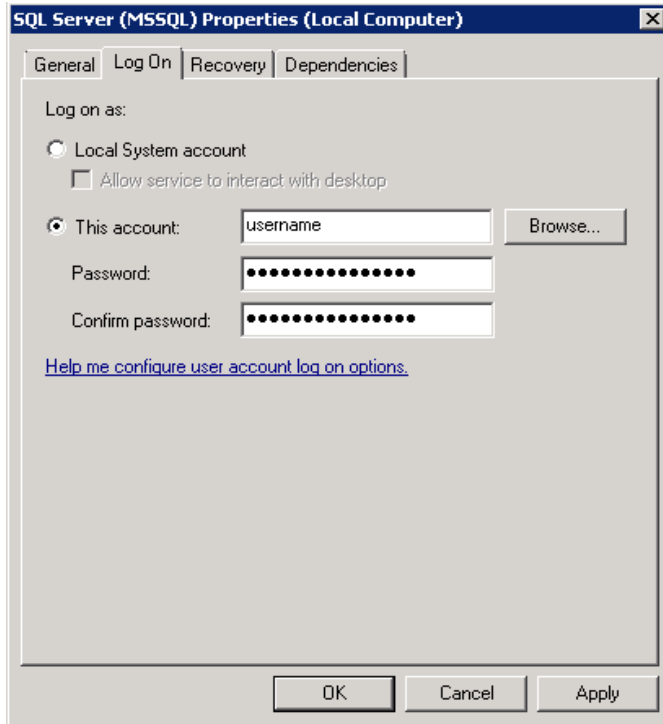 SQL Server (MSSQL) Properties (Local Computer)
General Log On Recovery Dependencies
Log on as:
Local System account
Allow service to interact with desktop
This account: username Browse...
Password: •••••••••••••••
Confirm password: •••••••••••••••
Help me configure user account log on options.
OK Cancel Apply